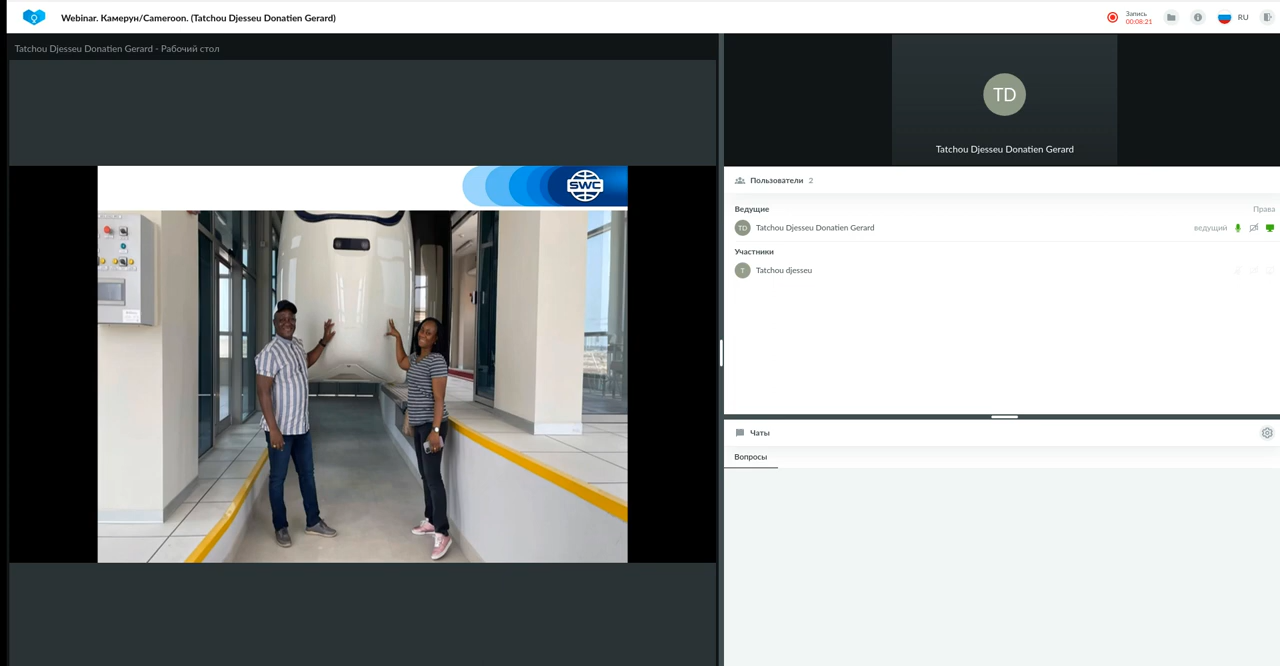 Webinar. Камерун/Cameroon. (Tatchou Djesseu Donatien Gerard)
Запись
00:08:21
RU
Tatchou Djesseu Donatien Gerard - Рабочий стол
SWC
TD
Tatchou Djesseu Donatien Gerard
Пользователи 2
Ведущие
Права
TD
Tatchou Djesseu Donatien Gerard
ведущий
Участники
T
Tatchou djesseu
Чаты
Вопросы